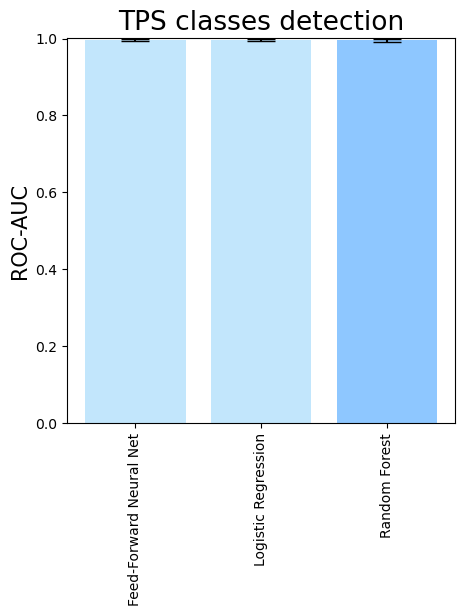 TPS classes detection
ROC-AUC
1.0
0.8
0.6
0.4
0.2
0.0
Feed-Forward Neural Net
Logistic Regression
Random Forest